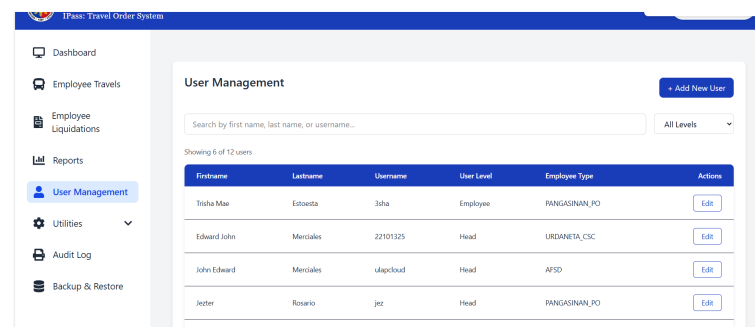 IPass: Travel Order System
Dashboard
Employee Travels
Employee
Liquidations
Reports
User Management
Utilities
Audit Log
Backup & Restore
User Management
+ Add New User
Search by first name, last name, or username...
All Levels
Showing 6 of 12 users
Firstname Lastname Username User Level Employee Type Actions
Trisha Mae Estoesta 3sha Employee PANGASINAN_PO Edit
Edward John Merciales 22101325 Head URDANETA_CSC Edit
John Edward Merciales ulapcloud Head AFSD Edit
Jezter Rosario jez Head PANGASINAN_PO Edit